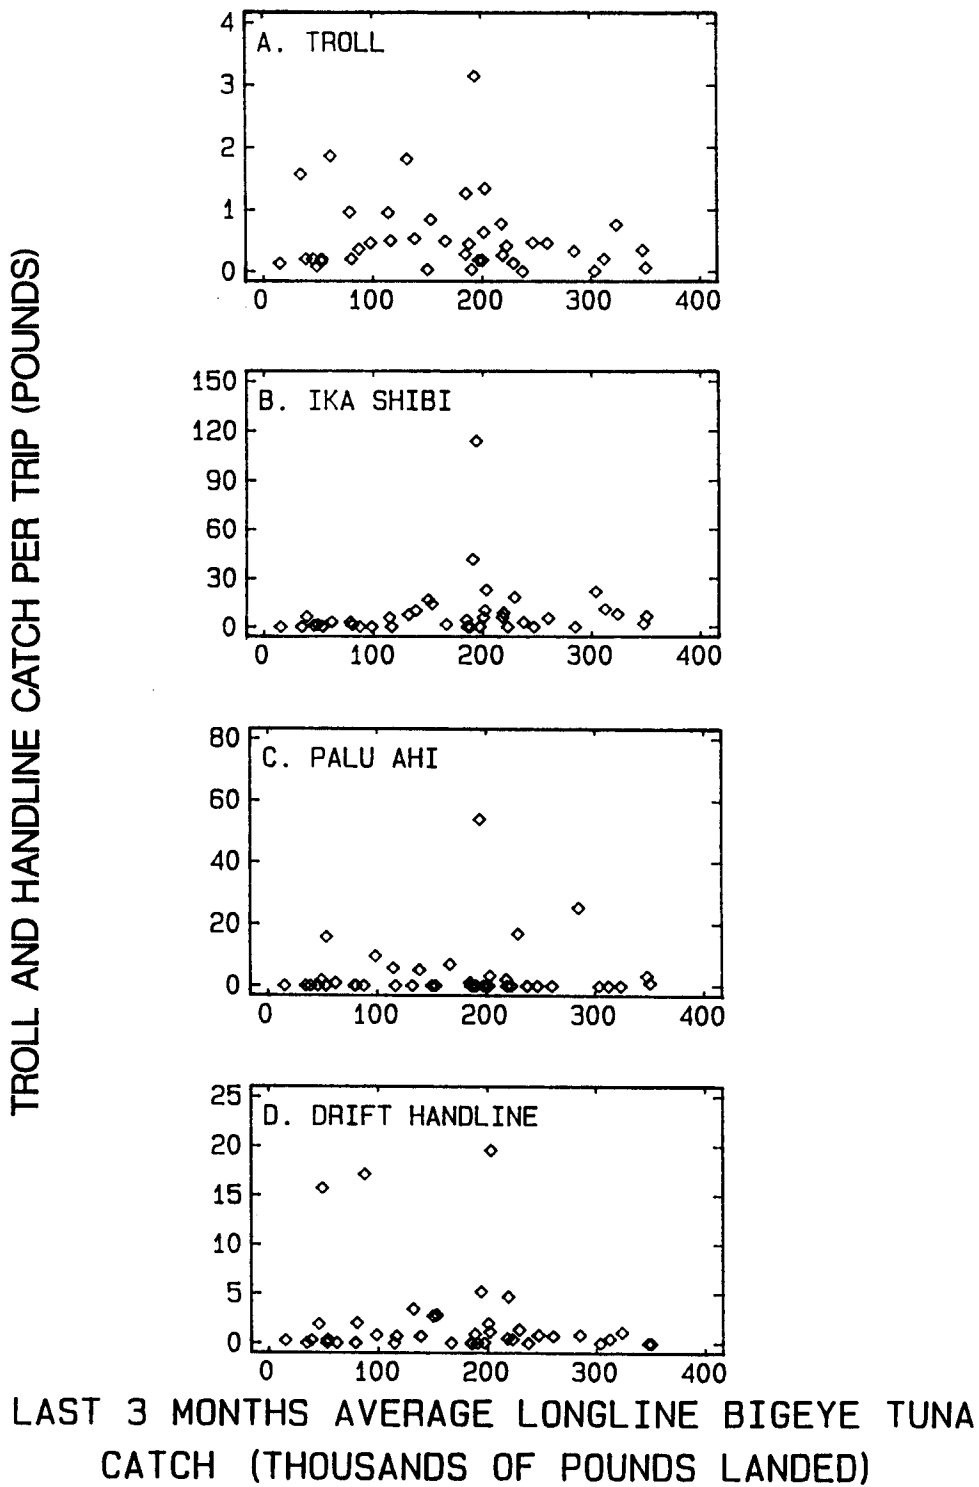 TROLL AND HANDLINE CATCH PER TRIP (POUNDS)
A. TROLL
4
3
2
1
0
0 100 200 300 400
B. IKA SHIBI
150
120
90
60
30
0
0 100 200 300 400
C. PALU AHI
80
60
40
20
0
0 100 200 300 400
D. DRIFT HANDLINE
25
20
15
10
5
0
0 100 200 300 400
LAST 3 MONTHS AVERAGE LONGLINE BIGEYE TUNA
CATCH (THOUSANDS OF POUNDS LANDED)